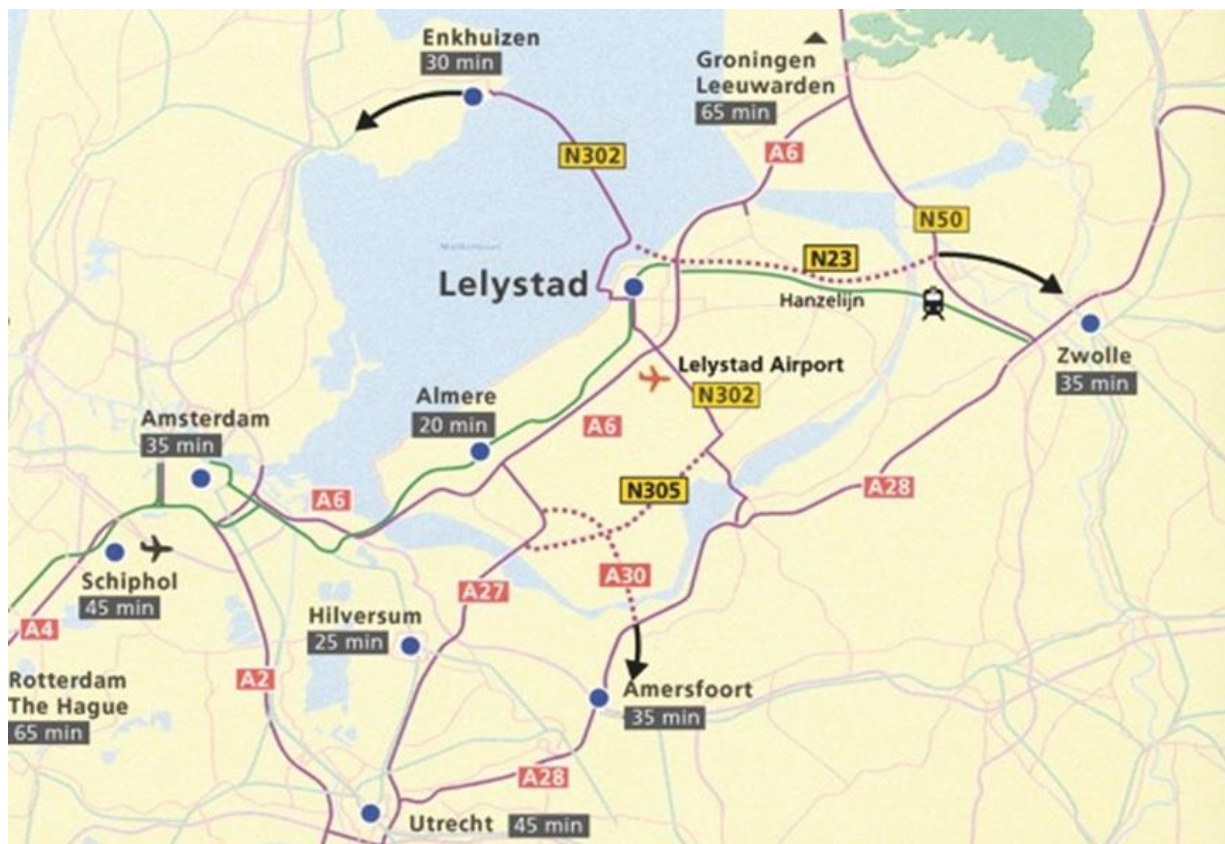 Enkhuizen
30 min
Groningen
Leeuwarden
65 min
N302
A6
N50
N23
Lelystad
Hanzelijn
Zwolle
35 min
Lelystad Airport
N302
Almere
20 min
A6
Amsterdam
35 min
A6
N305
A28
Schiphol
45 min
A27
A30
Hilversum
25 min
A4
A2
Rotterdam
The Hague
65 min
Amersfoort
35 min
A28
Utrecht 45 min